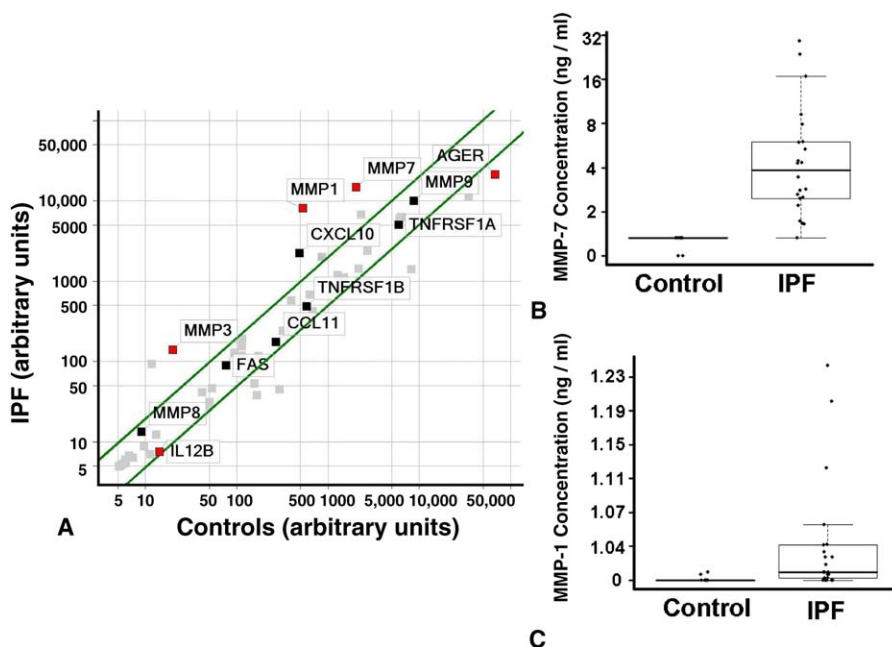 50,000
10,000
5000
1000
500
100
50
10
5
IPF (arbitrary units)
AGER
MMP7
MMP9
MMP1
TNFRSF1A
CXCL10
TNFRSF1B
MMP3
CCL11
FAS
MMP8
IL12B
5
10
50
100
500
1000
5,000
10,000
50,000
Controls (arbitrary units)
A
MMP-7 Concentration (ng / ml)
32
16
8
4
2
0
Control
IPF
B
MMP-1 Concentration (ng / ml)
1.23
1.19
1.15
1.11
1.07
1.04
0
Control
IPF
C